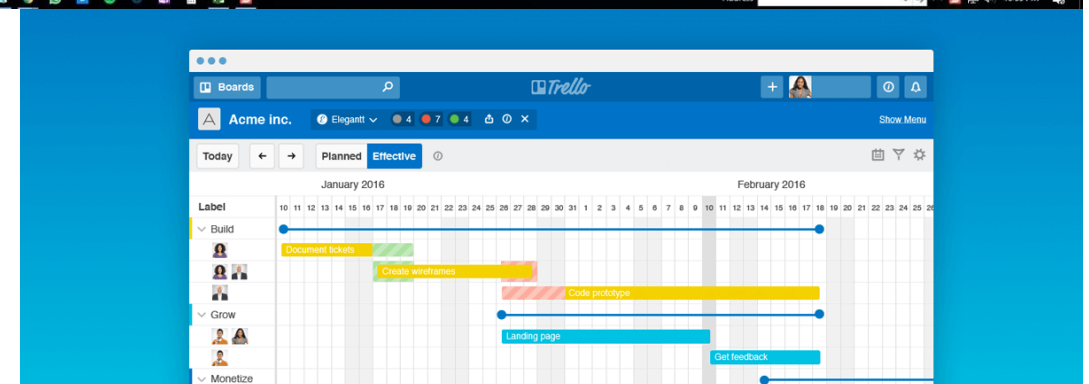 Boards
Trello
Acme inc.
Elegantt
4
7
4
Show Menu
Today
Planned
Effective
January 2016
February 2016
Label
10 11 12 13 14 15 16 17 18 19 20 21 22 23 24 25 26 27 28 29 30 31 1 2 3 4 5 6 7 8 9 10 11 12 13 14 15 16 17 18 19 20 21 22 23 24 25
Build
Document tickets
Create wireframes
Code prototype
Grow
Landing page
Get feedback
Monetize